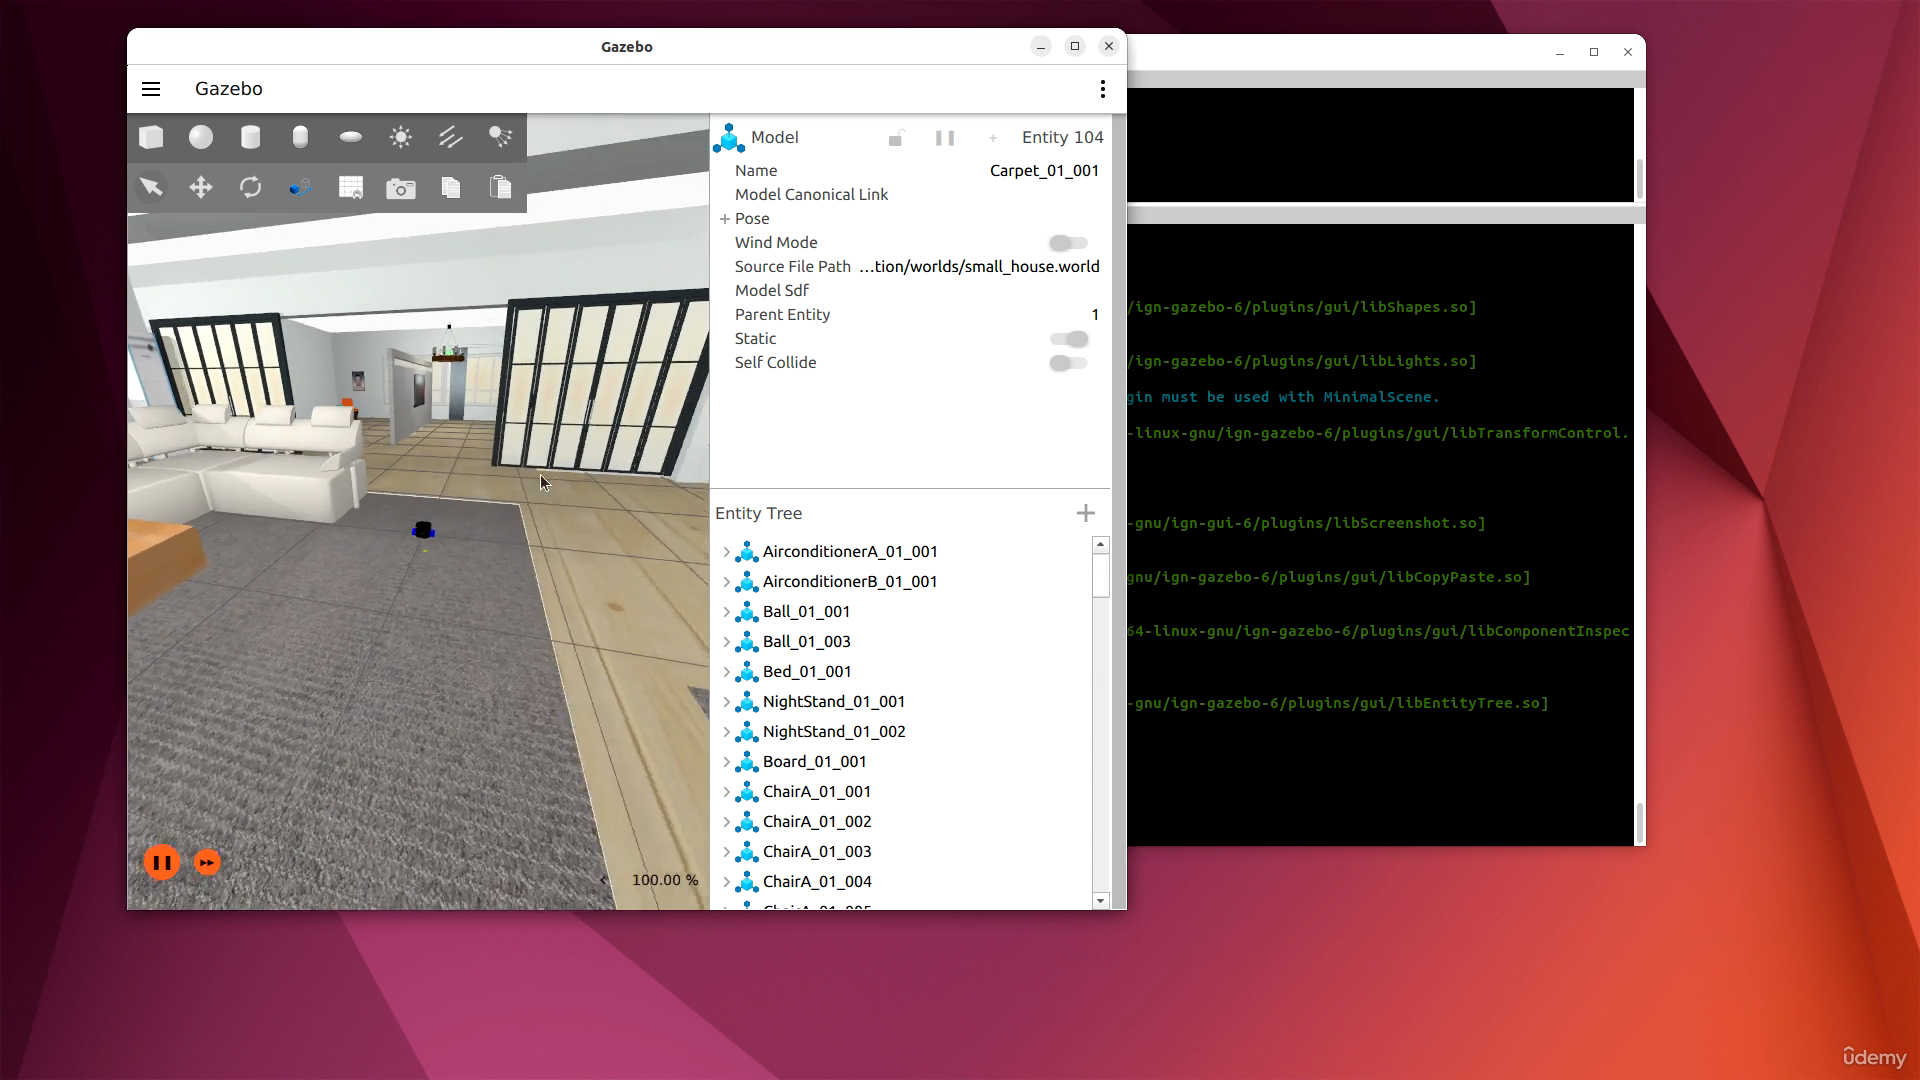 Gazebo
Gazebo
Model
Entity 104
Name
Carpet_01_001
Model Canonical Link
Pose
Wind Mode
Source File Path
...tion/worlds/small_house.world
Model Sdf
Parent Entity
1
Static
Self Collide
Entity Tree
AirconditionerA_01_001
AirconditionerB_01_001
Ball_01_001
Ball_01_003
Bed_01_001
NightStand_01_001
NightStand_01_002
Board_01_001
ChairA_01_001
ChairA_01_002
ChairA_01_003
ChairA_01_004
100.00 %
/ign-gazebo-6/plugins/gui/libShapes.so]
/ign-gazebo-6/plugins/gui/libLights.so]
gin must be used with MinimalScene.
-linux-gnu/ign-gazebo-6/plugins/gui/libTransformControl.
-gnu/ign-gui-6/plugins/libScreenshot.so]
gnu/ign-gazebo-6/plugins/gui/libCopyPaste.so]
64-linux-gnu/ign-gazebo-6/plugins/gui/libComponentInspec
-gnu/ign-gazebo-6/plugins/gui/libEntityTree.so]
udemy